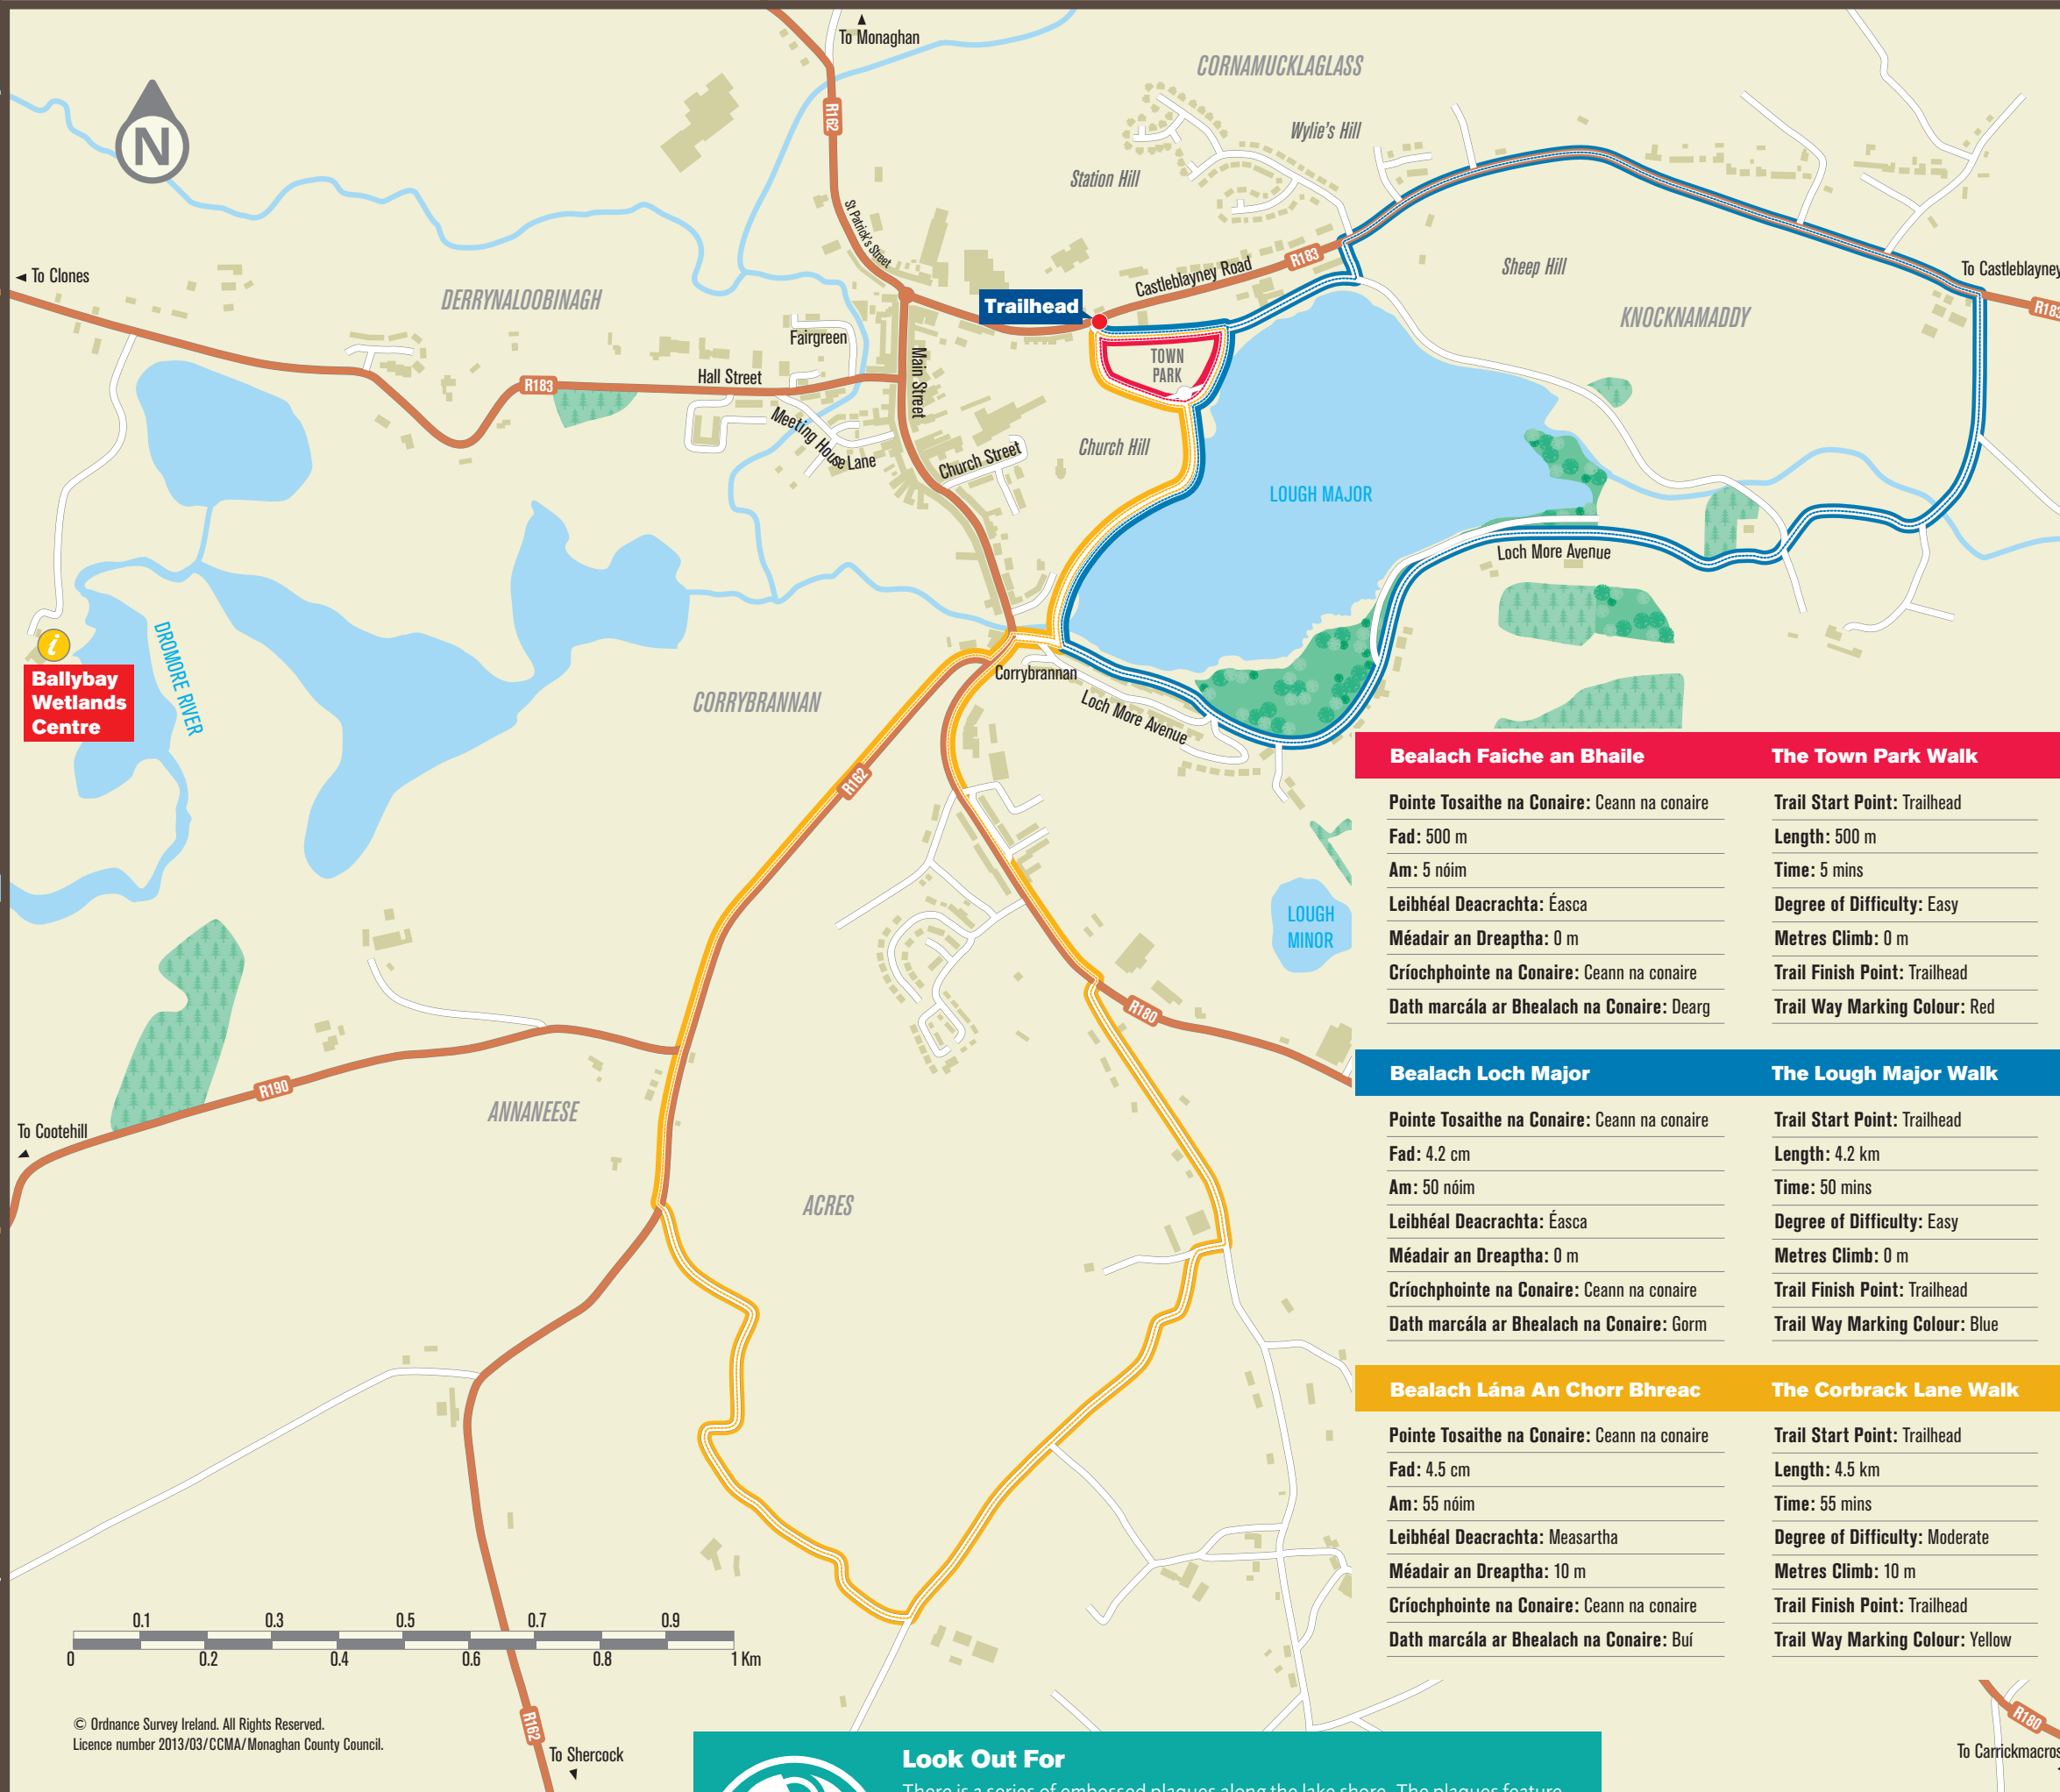 To Monaghan
CORNAMUCKLAGLASS
N
R162
Wylie's Hill
Station Hill
St Patrick's Street
To Clones
DERRYNALOOBINAGH
Castleblayney Road
R183
Sheep Hill
To Castleblayney
R183
KNOCKNAMADDY
Trailhead
Fairgreen
TOWN
PARK
Hall Street
R183
Main Street
Meeting House Lane
Church Street
Church Hill
LOUGH MAJOR
Loch More Avenue
DROMORE RIVER
i
Ballybay
Wetlands
Centre
CORRYBRANNAN
Corrybrannan
Loch More Avenue
R162
LOUGH
MINOR
R180
R190
To Cootehill
ANNANEESE
ACRES
Bealach Faiche an Bhaile
Pointe Tosaithe na Conaire: Ceann na conaire
Fad: 500 m
Am: 5 nóim
Leibhéal Deacrachta: Éasca
Méadair an Dreaptha: 0 m
Críochphointe na Conaire: Ceann na conaire
Dath marcála ar Bhealach na Conaire: Dearg
The Town Park Walk
Trail Start Point: Trailhead
Length: 500 m
Time: 5 mins
Degree of Difficulty: Easy
Metres Climb: 0 m
Trail Finish Point: Trailhead
Trail Way Marking Colour: Red
Bealach Loch Major
Pointe Tosaithe na Conaire: Ceann na conaire
Fad: 4.2 cm
Am: 50 nóim
Leibhéal Deacrachta: Éasca
Méadair an Dreaptha: 0 m
Críochphointe na Conaire: Ceann na conaire
Dath marcála ar Bhealach na Conaire: Gorm
The Lough Major Walk
Trail Start Point: Trailhead
Length: 4.2 km
Time: 50 mins
Degree of Difficulty: Easy
Metres Climb: 0 m
Trail Finish Point: Trailhead
Trail Way Marking Colour: Blue
Bealach Lána An Chorr Bhreac
Pointe Tosaithe na Conaire: Ceann na conaire
Fad: 4.5 cm
Am: 55 nóim
Leibhéal Deacrachta: Measartha
Méadair an Dreaptha: 10 m
Críochphointe na Conaire: Ceann na conaire
Dath marcála ar Bhealach na Conaire: Buí
The Corbrack Lane Walk
Trail Start Point: Trailhead
Length: 4.5 km
Time: 55 mins
Degree of Difficulty: Moderate
Metres Climb: 10 m
Trail Finish Point: Trailhead
Trail Way Marking Colour: Yellow
0.1 0.3 0.5 0.7 0.9
0 0.2 0.4 0.6 0.8 1 Km
R162
To Shercock
R180
To Carrickmacros
© Ordnance Survey Ireland. All Rights Reserved.
Licence number 2013/03/CCMA/Monaghan County Council.
Look Out For
There is a series of embossed plaques along the lake shore. The plaques feature